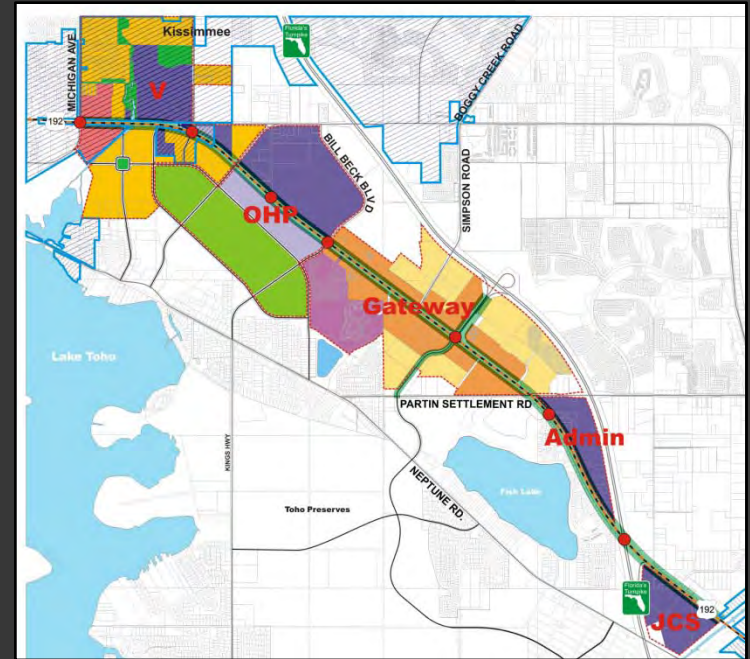 Kissimmee
Florida's
Turnpike
MICHIGAN AVE
BOGGY CREEK ROAD
V
192
BILL BECK BLVD
SIMPSON ROAD
OHP
Gateway
Lake Toho
PARTIN SETTLEMENT RD
Admin
KINGS HWY
NEPTUNE RD.
Fish Lake
Toho Preserves
Florida's
Turnpike
192
JCS